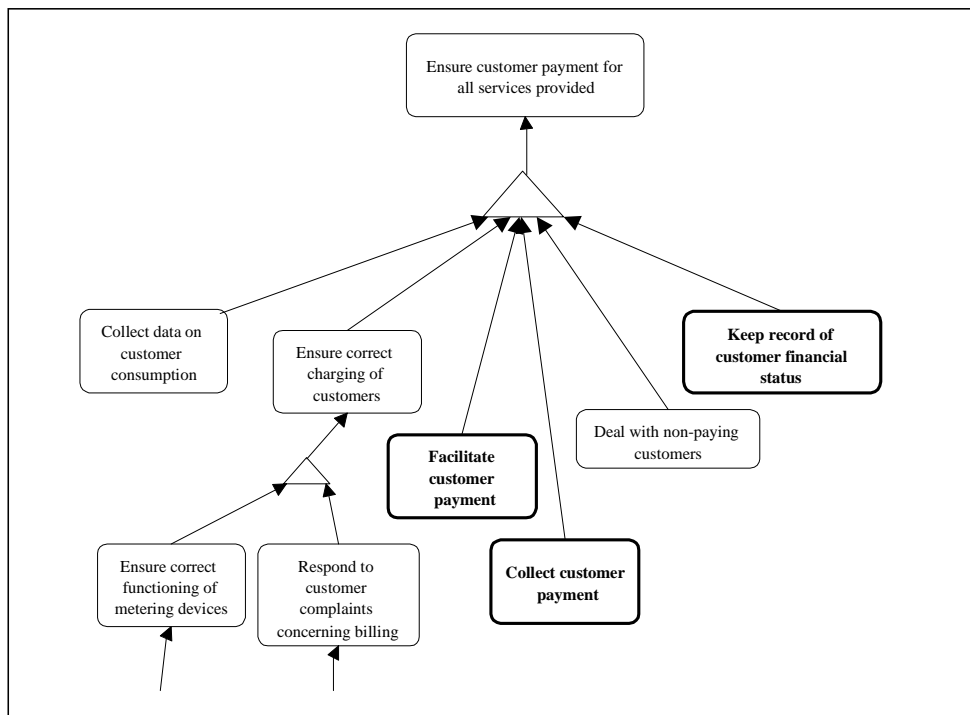 Ensure customer payment for
all services provided
Collect data on
customer
consumption
Ensure correct
charging of
customers
Keep record of
customer financial
status
Deal with non-paying
customers
Facilitate
customer
payment
Ensure correct
functioning of
metering devices
Respond to
customer
complaints
concerning billing
Collect customer
payment